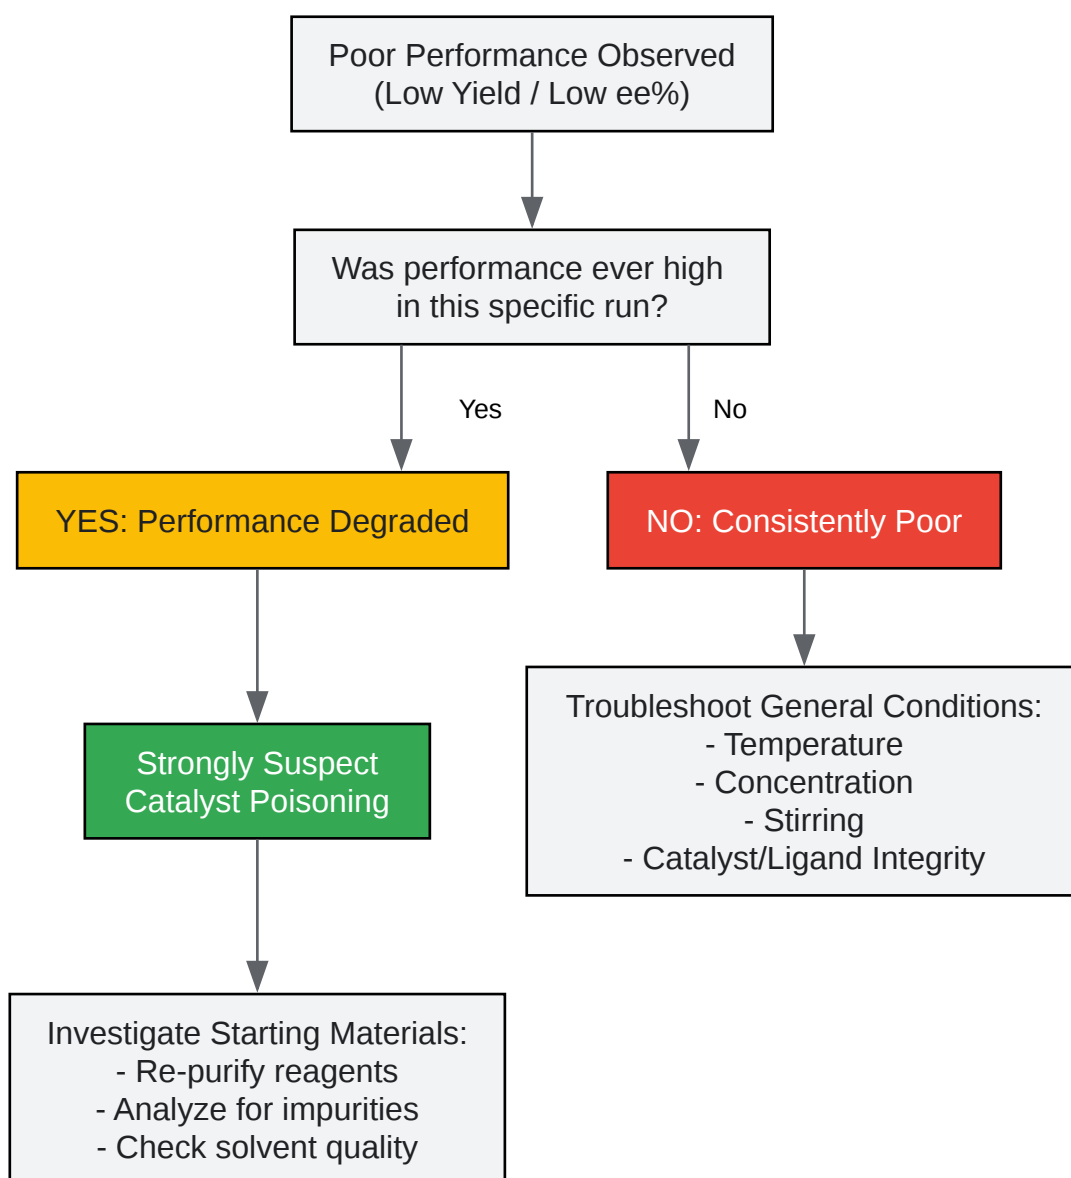 Poor Performance Observed
(Low Yield / Low ee%)
Was performance ever high
in this specific run?
Yes
No
YES: Performance Degraded
NO: Consistently Poor
Strongly Suspect
Catalyst Poisoning
Troubleshoot General Conditions:
- Temperature
- Concentration
- Stirring
- Catalyst/Ligand Integrity
Investigate Starting Materials:
- Re-purify reagents
- Analyze for impurities
- Check solvent quality